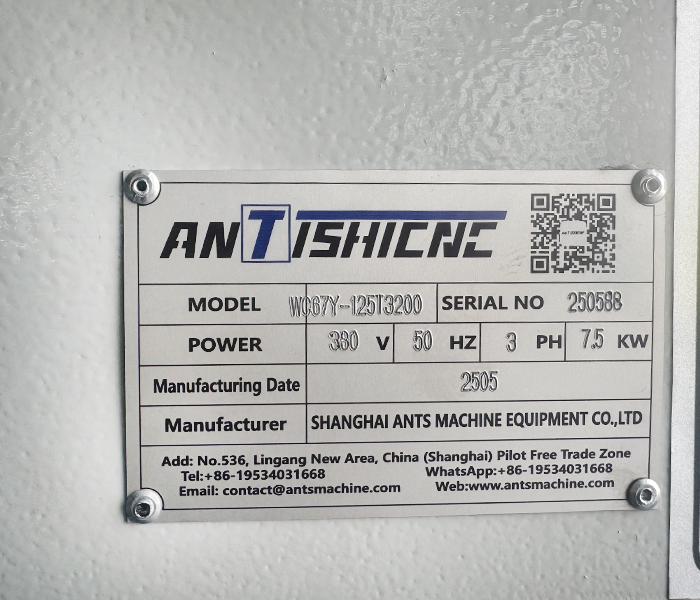 ANTISHICNC
MODEL WC67Y-125T3200 SERIAL NO 250588
POWER 380 V 50 HZ 3 PH 7.5 KW
Manufacturing Date 2505
Manufacturer SHANGHAI ANTS MACHINE EQUIPMENT CO.,LTD
Add: No.536, Lingang New Area, China (Shanghai) Pilot Free Trade Zone
Tel:+86-19534031668 WhatsApp:+86-19534031668
Email: contact@antsmachine.com Web:www.antsmachine.com